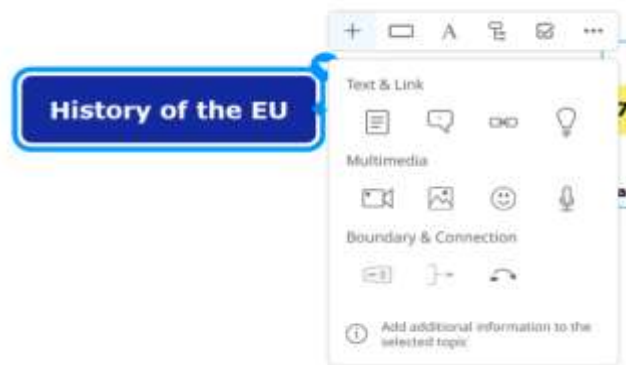 History of the EU
A
Text & Link
Multimedia
Boundary & Connection
Add additional information to the
selected topic